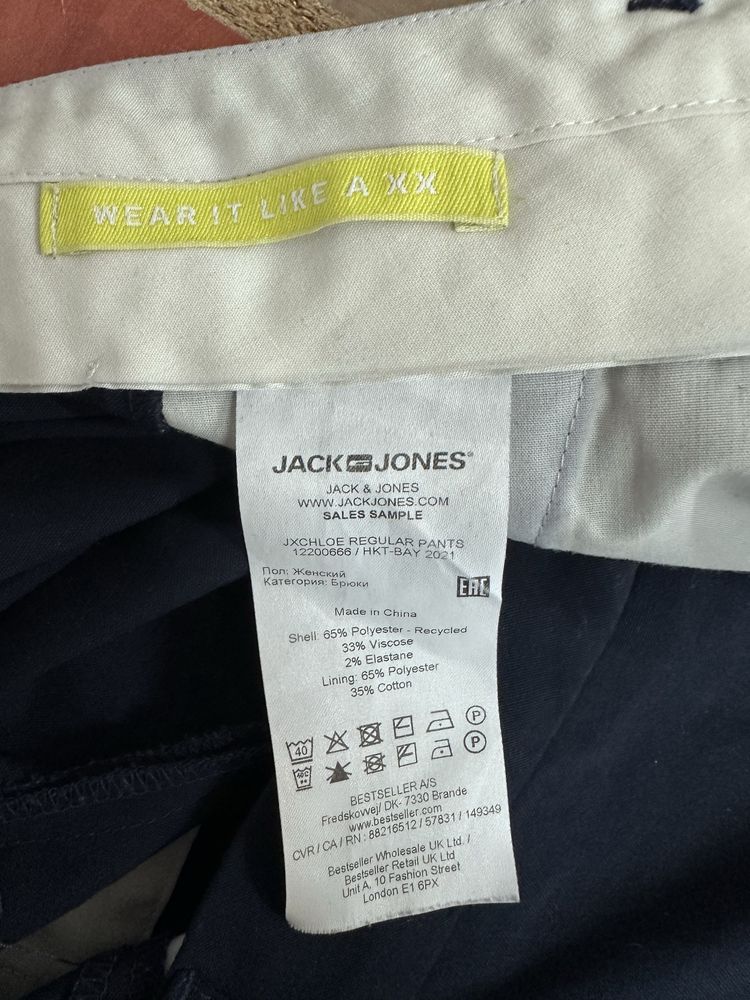 WEAR IT LIKE A XX
JACK JONES®
JACK & JONES
WWW.JACKJONES.COM
SALES SAMPLE
JXCHLOE REGULAR PANTS
12200666 / HKT-BAY 2021
Пол: Женский
Категория: Брюки
EAC
Made in China
Shell: 65% Polyester - Recycled
33% Viscose
2% Elastane
Lining: 65% Polyester
35% Cotton
40 P
40C P
BESTSELLER A/S
Fredskovvej/ DK- 7330 Brande
www.bestseller.com
CVR / CA / RN : 88216512 / 57831 / 149349
Bestseller Wholesale UK Ltd. /
Bestseller Retail UK Ltd
Unit A, 10 Fashion Street
London E1 6PX